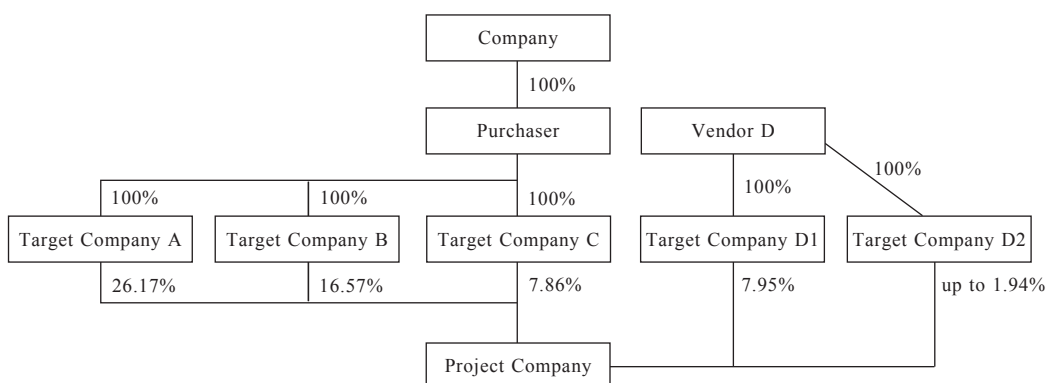 Company
100%
Purchaser
Vendor D
100%
100%
100%
100%
100%
Target Company A
Target Company B
Target Company C
Target Company D1
Target Company D2
26.17%
16.57%
7.86%
7.95%
up to 1.94%
Project Company